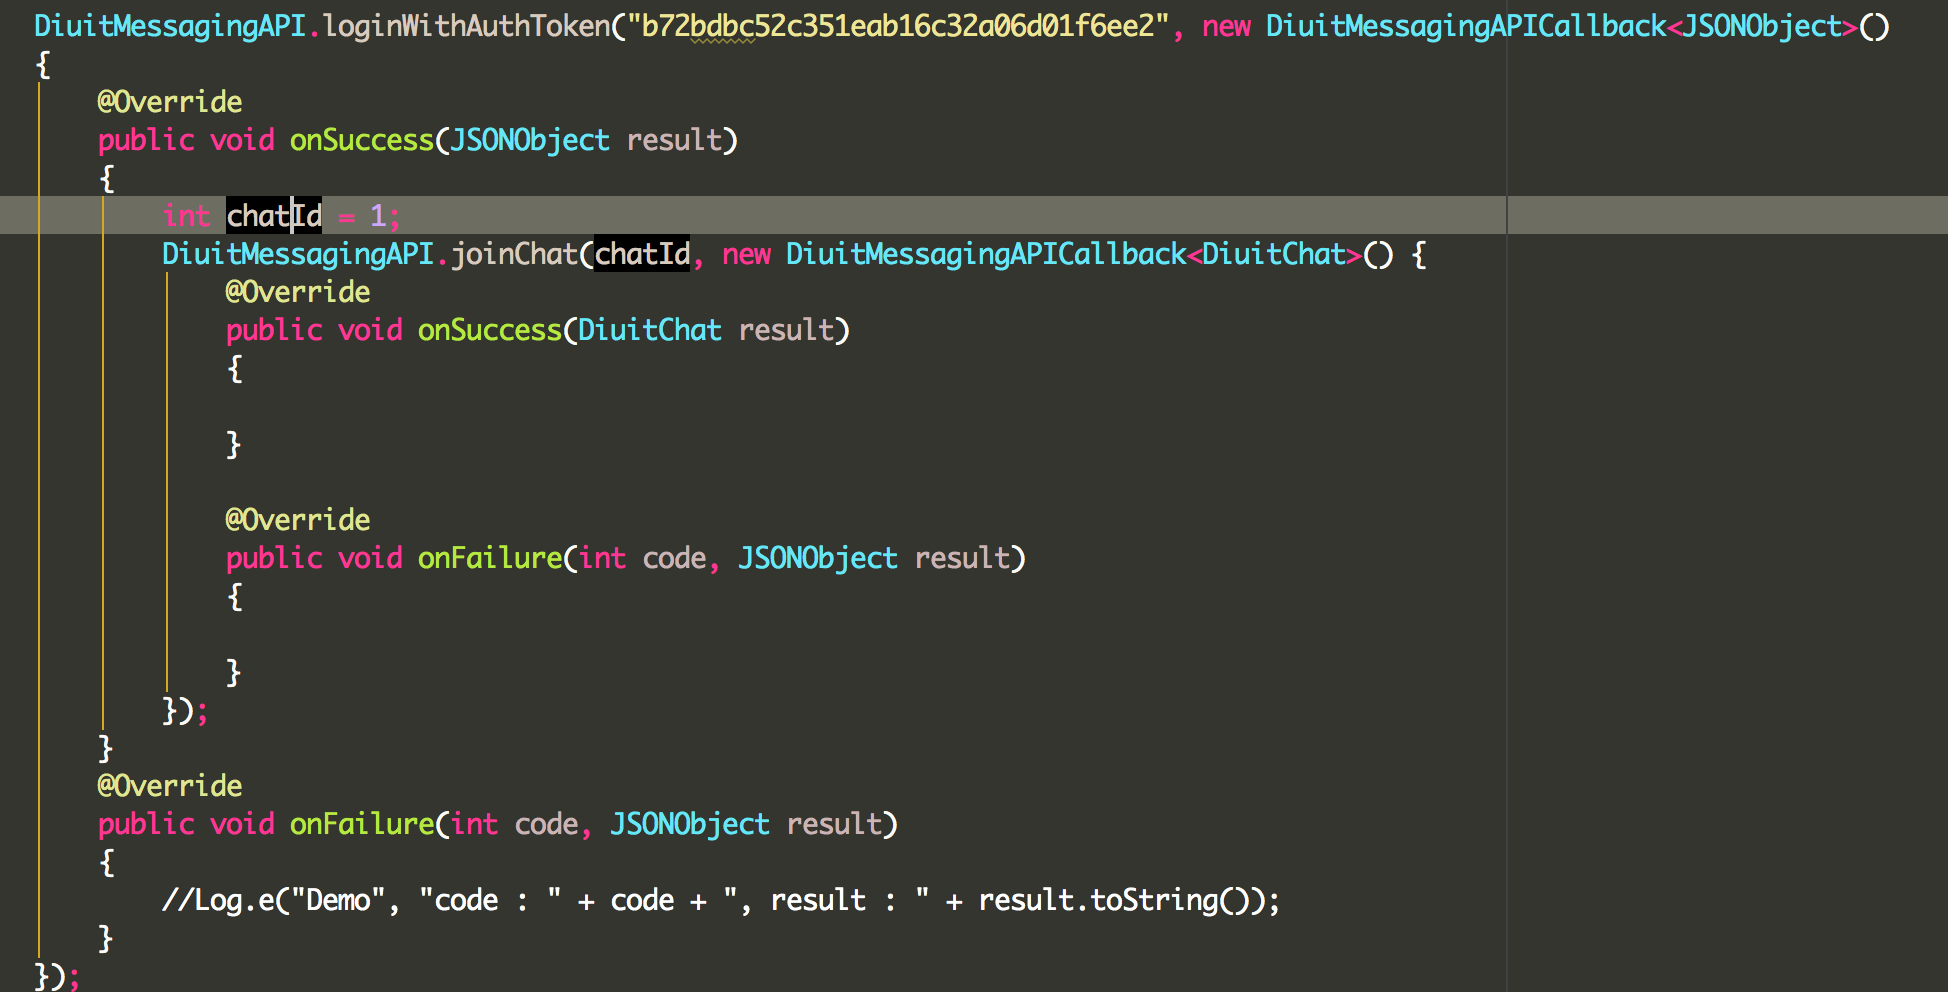 DiuitMessagingAPI.loginWithAuthToken("b72bdbc52c351eab16c32a06d01f6ee2", new DiuitMessagingAPICallback<JSONObject>()
{
    @Override
    public void onSuccess(JSONObject result)
    {
        int chatId = 1;
        DiuitMessagingAPI.joinChat(chatId, new DiuitMessagingAPICallback<DiuitChat>() {
            @Override
            public void onSuccess(DiuitChat result)
            {
            }
            @Override
            public void onFailure(int code, JSONObject result)
            {
            }
        });
    }
    @Override
    public void onFailure(int code, JSONObject result)
    {
        //Log.e("Demo", "code : " + code + ", result : " + result.toString());
    }
});